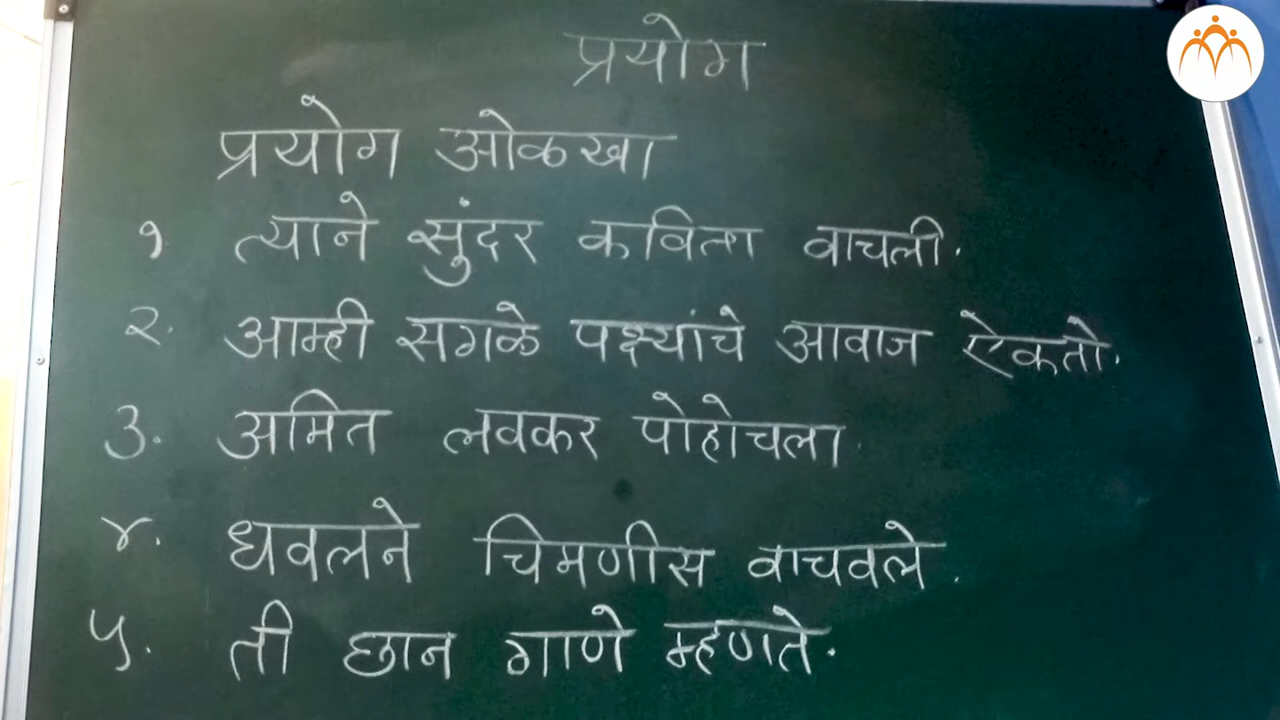 प्रयोग
प्रयोग ओळखा
१ त्याने सुंदर कविता वाचली.
२. आम्ही सगळे पक्ष्यांचे आवाज ऐकतो.
३. अमित लवकर पोहोचला.
४. धवलने चिमणीस वाचवले.
५. ती छान गाणे म्हणते.